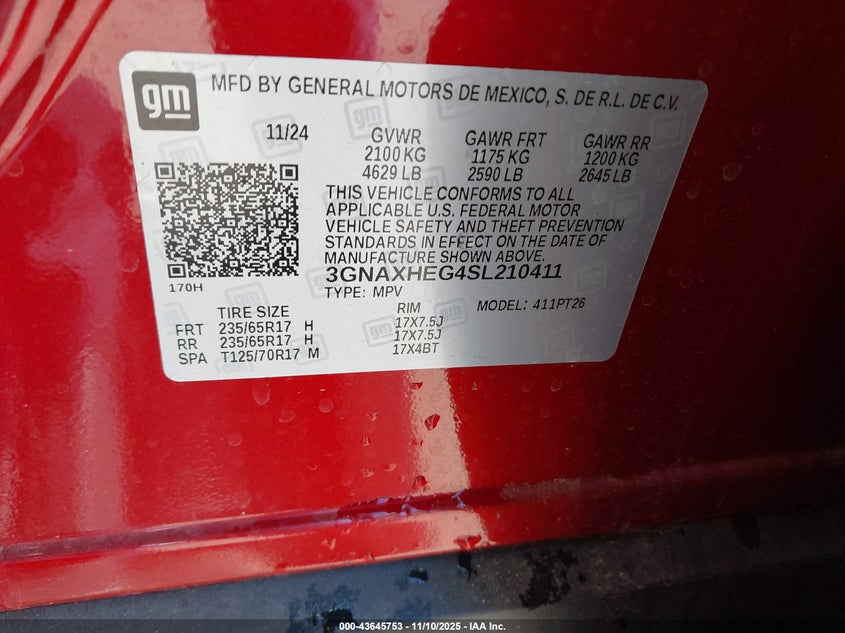 gm
MFD BY GENERAL MOTORS DE MEXICO, S. DE R.L. DE C.V.
11/24 GVWR GAWR FRT GAWR RR
2100 KG 1175 KG 1200 KG
4629 LB 2590 LB 2645 LB
THIS VEHICLE CONFORMS TO ALL
APPLICABLE U.S. FEDERAL MOTOR
VEHICLE SAFETY AND THEFT PREVENTION
STANDARDS IN EFFECT ON THE DATE OF
MANUFACTURE SHOWN ABOVE.
170H
3GNAXHEG4SL210411
TYPE: MPV MODEL: 411PT26
TIRE SIZE RIM
FRT 235/65R17 H 17X7.5J
RR 235/65R17 H 17X7.5J
SPA T125/70R17 M 17X4BT
000-43645753 - 11/10/2025 - IAA Inc.